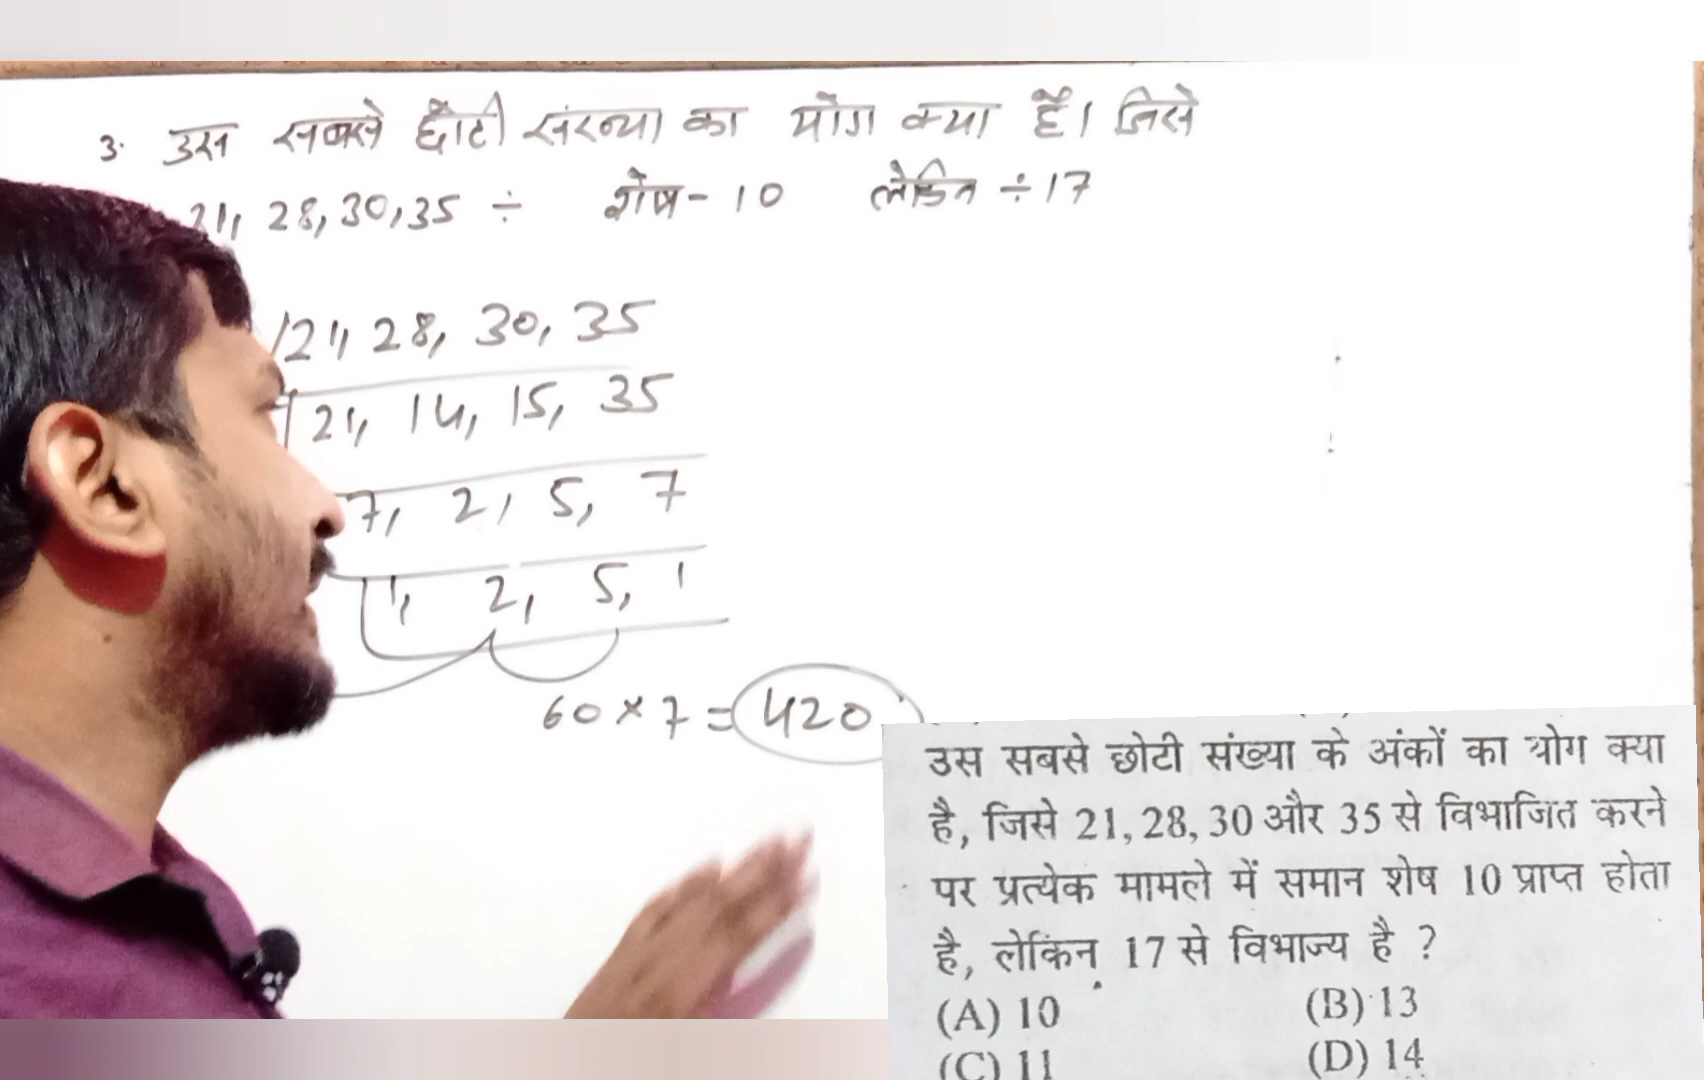 3. उस सबसे छोटी संख्या का योग क्या है। जिसे
21, 28, 30, 35 ÷ शेष - 10 लेकिन ÷ 17
21, 28, 30, 35
21, 14, 15, 35
7, 2, 5, 7
1, 2, 5, 1
60 × 7 = 420
उस सबसे छोटी संख्या के अंकों का योग क्या
है, जिसे 21, 28, 30 और 35 से विभाजित करने
पर प्रत्येक मामले में समान शेष 10 प्राप्त होता
है, लेकिन 17 से विभाज्य है ?
(A) 10 (B) 13
(C) 11 (D) 14